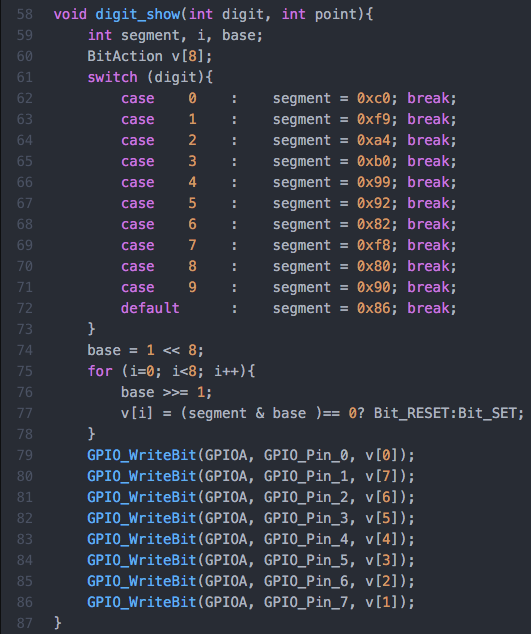 58 void digit_show(int digit, int point){
59     int segment, i, base;
60     BitAction v[8];
61     switch (digit){
62         case    0    :    segment = 0xc0; break;
63         case    1    :    segment = 0xf9; break;
64         case    2    :    segment = 0xa4; break;
65         case    3    :    segment = 0xb0; break;
66         case    4    :    segment = 0x99; break;
67         case    5    :    segment = 0x92; break;
68         case    6    :    segment = 0x82; break;
69         case    7    :    segment = 0xf8; break;
70         case    8    :    segment = 0x80; break;
71         case    9    :    segment = 0x90; break;
72         default      :    segment = 0x86; break;
73     }
74     base = 1 << 8;
75     for (i=0; i<8; i++){
76         base >>= 1;
77         v[i] = (segment & base )== 0? Bit_RESET:Bit_SET;
78     }
79     GPIO_WriteBit(GPIOA, GPIO_Pin_0, v[0]);
80     GPIO_WriteBit(GPIOA, GPIO_Pin_1, v[7]);
81     GPIO_WriteBit(GPIOA, GPIO_Pin_2, v[6]);
82     GPIO_WriteBit(GPIOA, GPIO_Pin_3, v[5]);
83     GPIO_WriteBit(GPIOA, GPIO_Pin_4, v[4]);
84     GPIO_WriteBit(GPIOA, GPIO_Pin_5, v[3]);
85     GPIO_WriteBit(GPIOA, GPIO_Pin_6, v[2]);
86     GPIO_WriteBit(GPIOA, GPIO_Pin_7, v[1]);
87 }